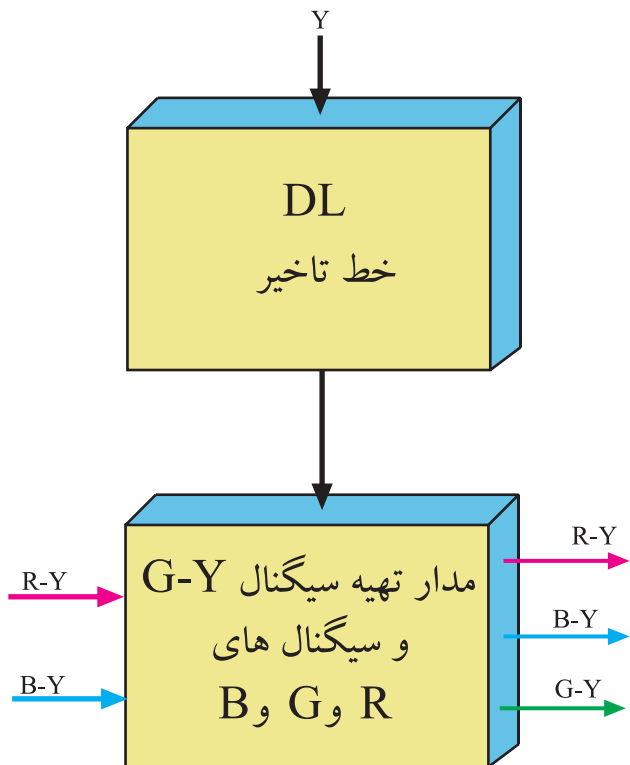 Y
DL
خط تاخیر
R-Y
B-Y
مدار تهیه سیگنال G-Y
و سیگنال های
R و G و B
R-Y
B-Y
G-Y